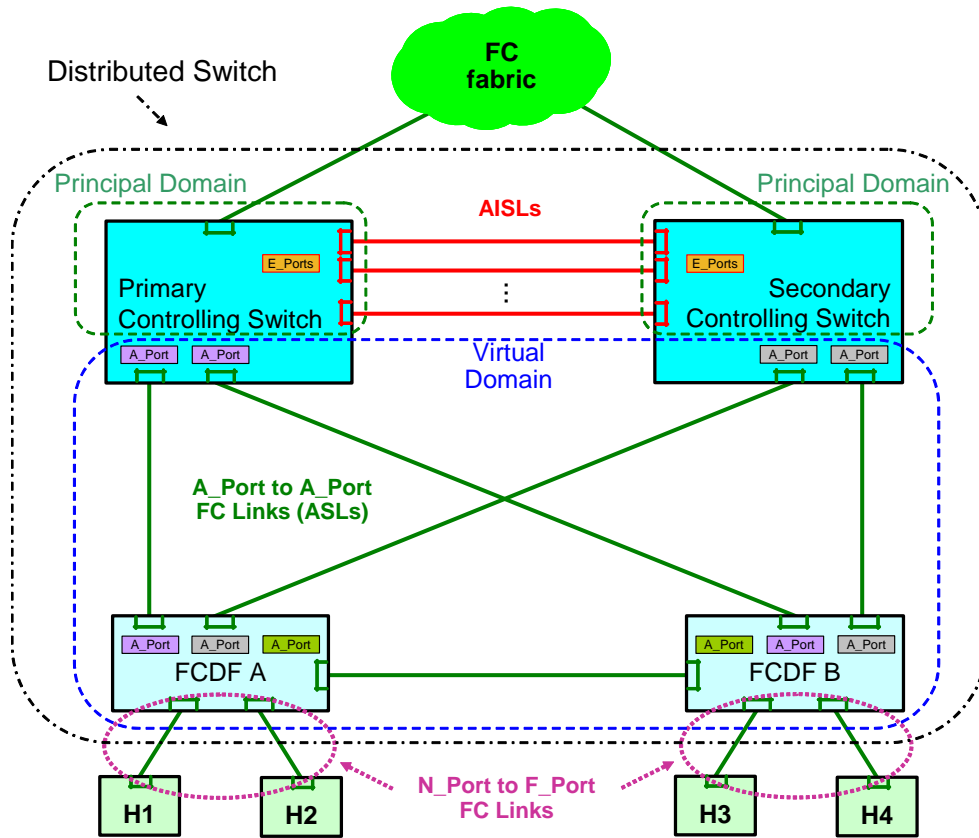 FC
fabric
Distributed Switch
Principal Domain
Principal Domain
AISLs
E_Ports
E_Ports
Primary
Controlling Switch
⋮
Secondary
Controlling Switch
A_Port
A_Port
Virtual
Domain
A_Port
A_Port
A_Port to A_Port
FC Links (ASLs)
A_Port
A_Port
A_Port
FCDF A
A_Port
A_Port
A_Port
FCDF B
N_Port to F_Port
FC Links
H1
H2
H3
H4